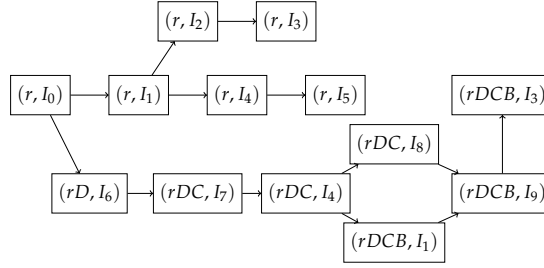 (r, I₂) (r, I₃)
(r, I₀) (r, I₁) (r, I₄) (r, I₅) (rDCB, I₃)
(rDC, I₈)
(rD, I₆) (rDC, I₇) (rDC, I₄) (rDCB, I₉)
(rDCB, I₁)